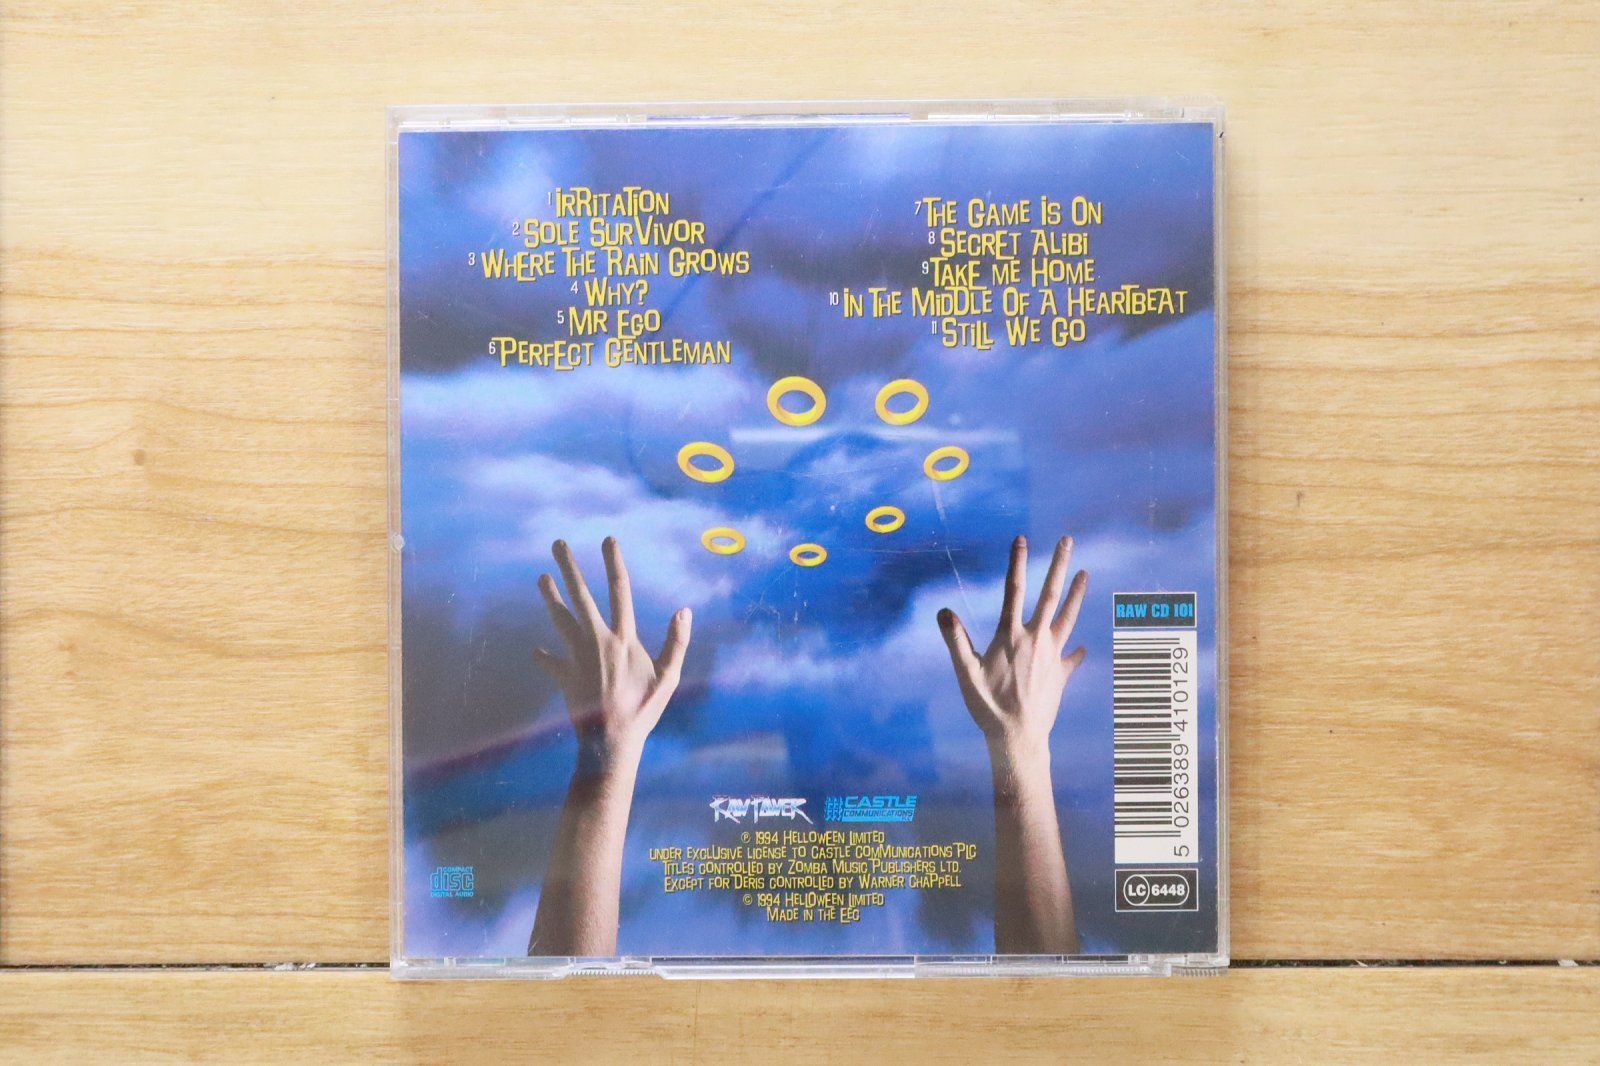 1 Irritation
2 Sole Survivor
3 Where The Rain Grows
4 Why?
5 Mr Ego
6 Perfect Gentleman
7 The Game is On
8 Secret Alibi
9 Take me Home
10 In The Middle Of A Heartbeat
11 Still We Go
RAW CD 101
5 026389 410129
LC 6448
RAW POWER
CASTLE
COMMUNICATIONS
PLC
℗ 1994 Helloween Limited
under exclusive license to Castle Communications PLC
Titles controlled by Zomba Music Publishers Ltd.
Except for Deris controlled by Warner Chappell
© 1994 Helloween Limited
Made in the EEC
COMPACT
disc
DIGITAL AUDIO